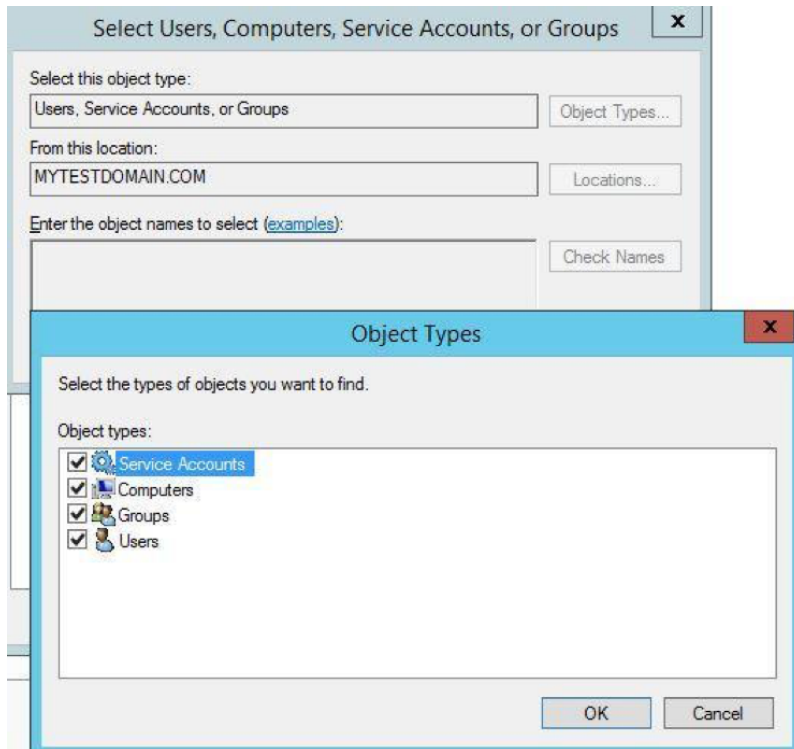 Select Users, Computers, Service Accounts, or Groups
x
Select this object type:
Users, Service Accounts, or Groups
Object Types...
From this location:
MYTESTDOMAIN.COM
Locations...
Enter the object names to select (examples):
Check Names
Object Types
x
Select the types of objects you want to find.
Object types:
Service Accounts
Computers
Groups
Users
OK
Cancel